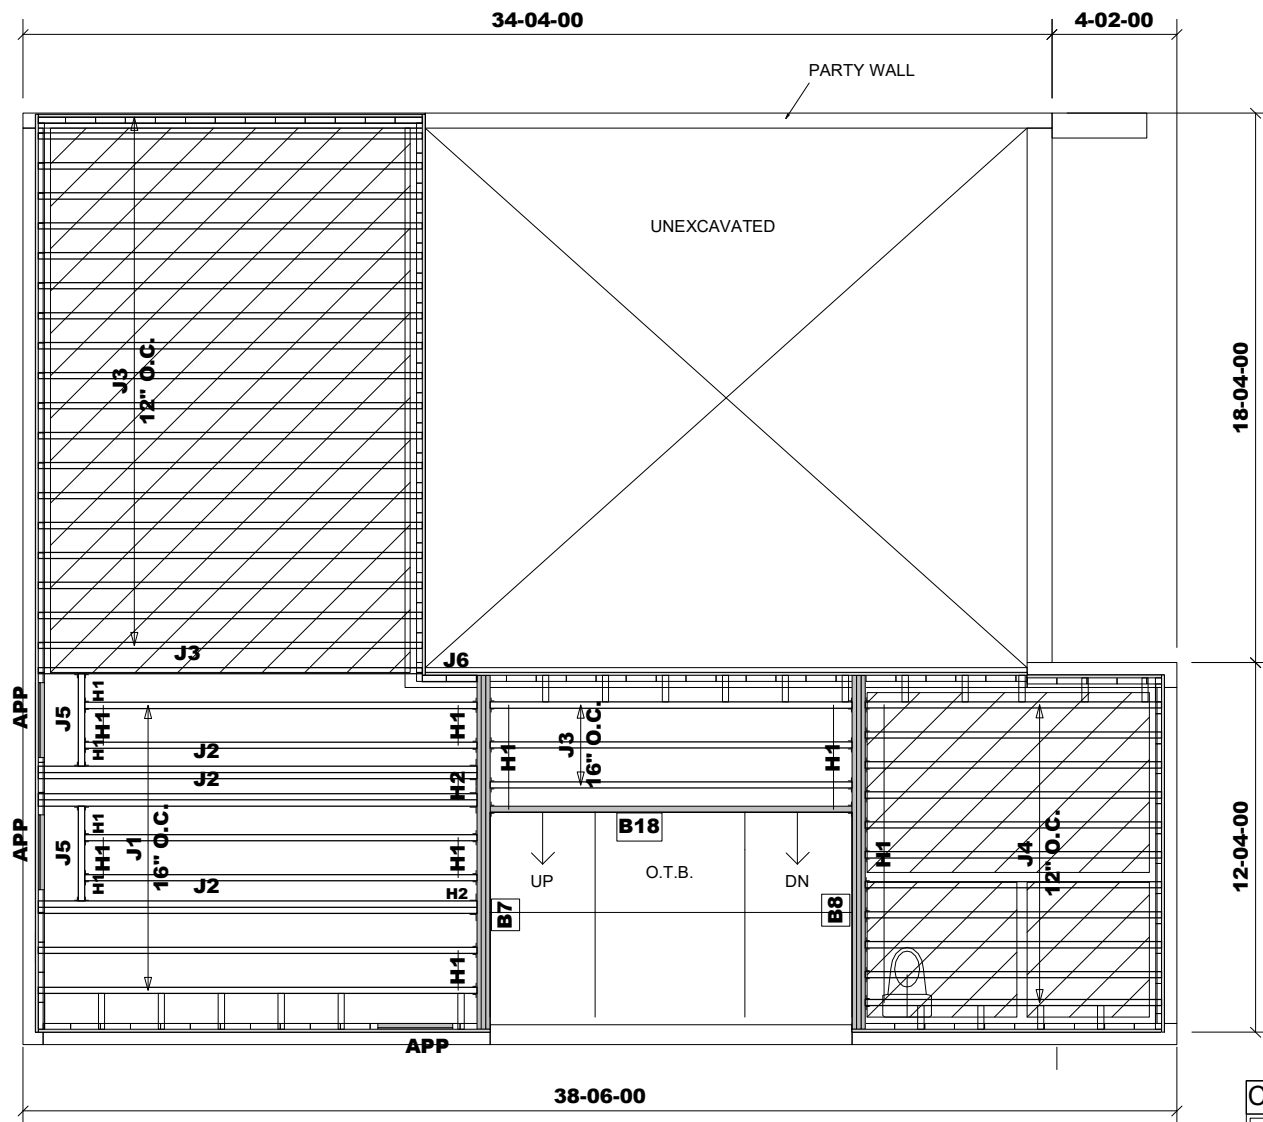 34-04-00
4-02-00
PARTY WALL
UNEXCAVATED
18-04-00
J3
12" O.C.
J3
J6
APP
J5
H1
H1
H1
H1
J2
J2
H2
H1
J3
16" O.C.
H1
B18
APP
J5
H1
H1
H1
J1
16" O.C.
H1
J2
H2
H1
UP
O.T.B.
DN
B7
B8
H1
J4
12" O.C.
12-04-00
APP
38-06-00